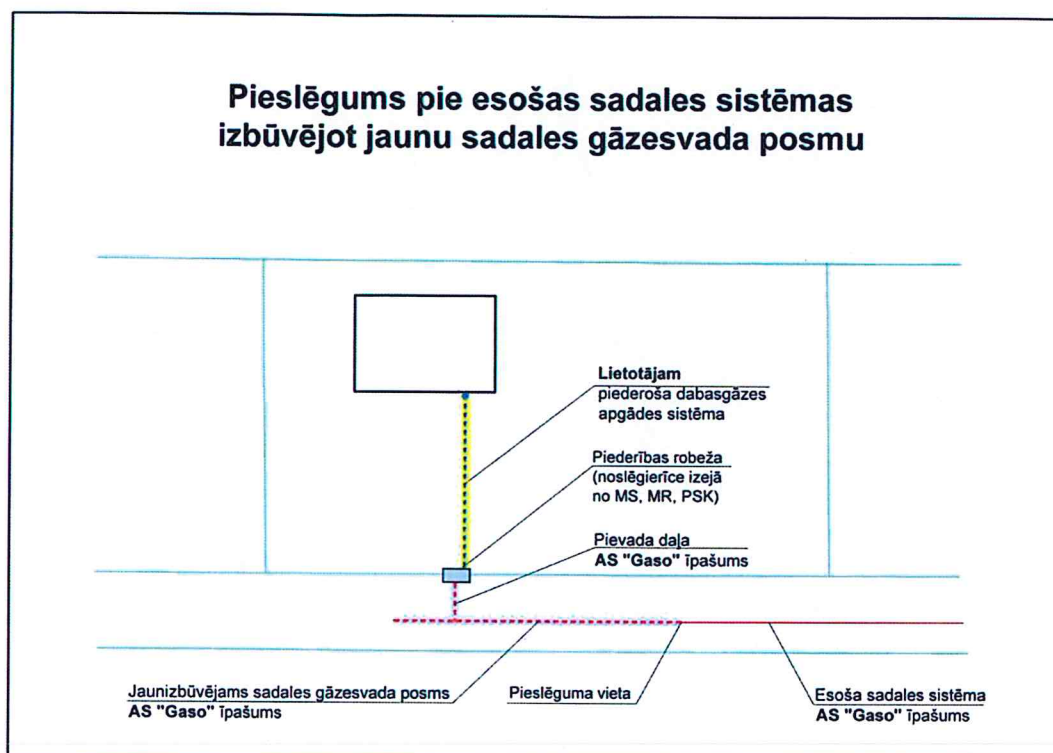 Pieslēgums pie esošas sadales sistēmas
izbūvējot jaunu sadales gāzesvada posmu
Lietotājam
piederoša dabasgāzes
apgādes sistēma
Piederības robeža
(noslēgierīce izejā
no MS, MR, PSK)
Pievada daļa
AS "Gaso" īpašums
Jaunizbūvējams sadales gāzesvada posms
AS "Gaso" īpašums
Pieslēguma vieta
Esoša sadales sistēma
AS "Gaso" īpašums